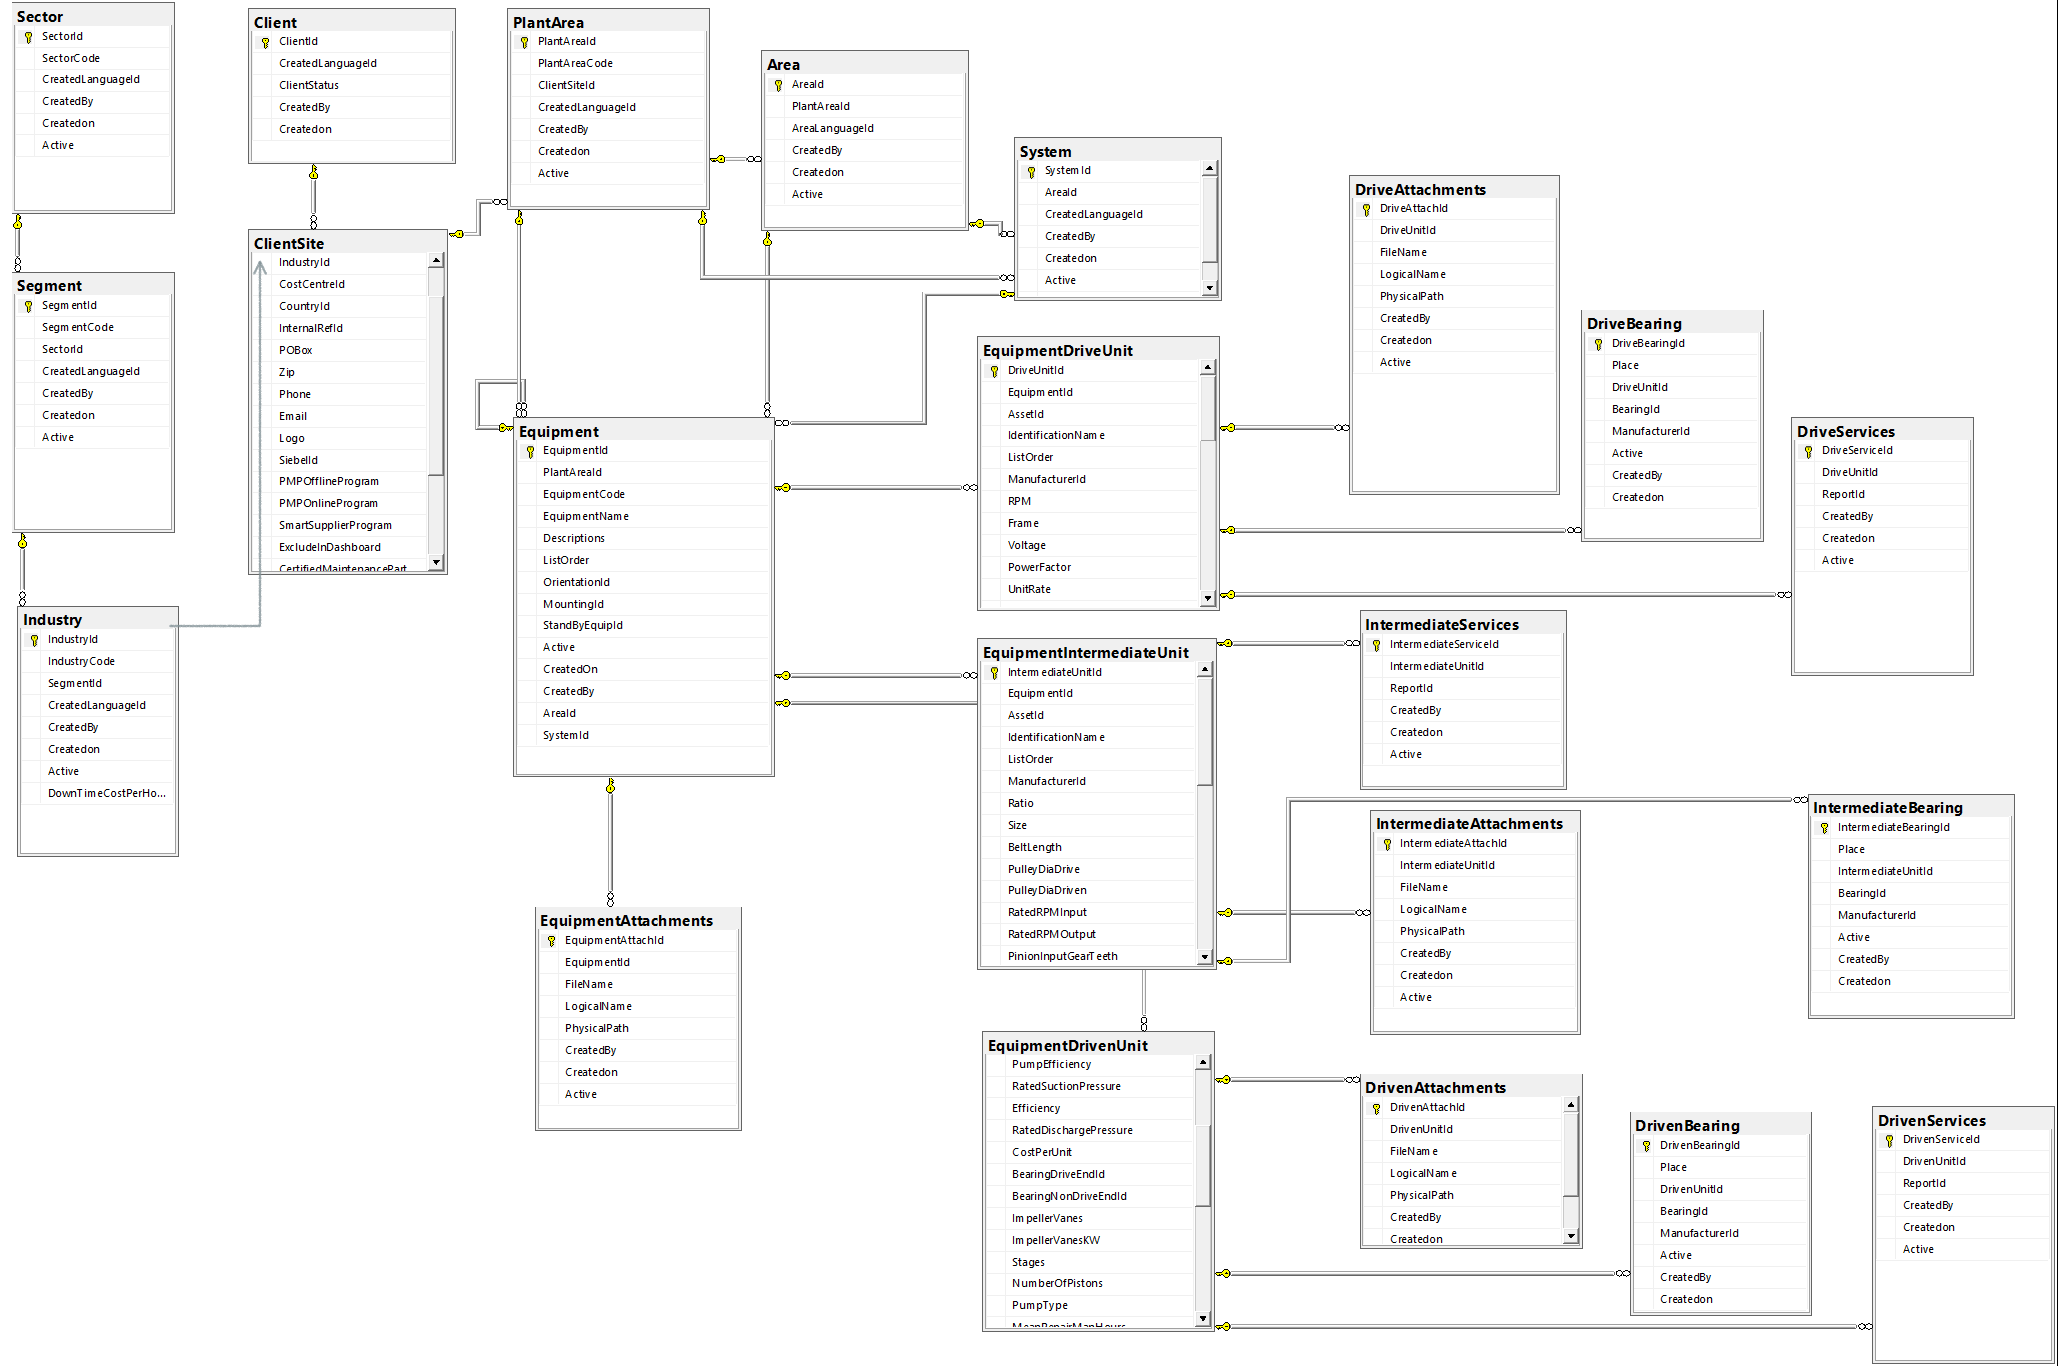 Sector
SectorId
SectorCode
CreatedLanguageId
CreatedBy
Createdon
Active
Client
ClientId
CreatedLanguageId
ClientStatus
CreatedBy
Createdon
PlantArea
PlantAreaId
PlantAreaCode
ClientSiteId
CreatedLanguageId
CreatedBy
Createdon
Active
Area
AreaId
PlantAreaId
AreaLanguageId
CreatedBy
Createdon
Active
System
SystemId
AreaId
CreatedLanguageId
CreatedBy
Createdon
Active
DriveAttachments
DriveAttachId
DriveUnitId
FileName
LogicalName
PhysicalPath
CreatedBy
Createdon
Active
ClientSite
IndustryId
CostCentreId
CountryId
InternalRefId
POBox
Zip
Phone
Email
Logo
SiebelId
PMPOfflineProgram
PMPOnlineProgram
SmartSupplierProgram
ExcludeInDashboard
CertifiedMaintenancePart
Segment
SegmentId
SegmentCode
SectorId
CreatedLanguageId
CreatedBy
Createdon
Active
DriveBearing
DriveBearingId
Place
DriveUnitId
BearingId
ManufacturerId
Active
CreatedBy
Createdon
EquipmentDriveUnit
DriveUnitId
EquipmentId
AssetId
IdentificationName
ListOrder
ManufacturerId
RPM
Frame
Voltage
PowerFactor
UnitRate
Equipment
EquipmentId
PlantAreaId
EquipmentCode
EquipmentName
Descriptions
ListOrder
OrientationId
MountingId
StandByEquipId
Active
CreatedOn
CreatedBy
AreaId
SystemId
DriveServices
DriveServiceId
DriveUnitId
ReportId
CreatedBy
Createdon
Active
Industry
IndustryId
IndustryCode
SegmentId
CreatedLanguageId
CreatedBy
Createdon
Active
DownTimeCostPerHo...
EquipmentIntermediateUnit
IntermediateUnitId
EquipmentId
AssetId
IdentificationName
ListOrder
ManufacturerId
Ratio
Size
BeltLength
PulleyDiaDrive
PulleyDiaDriven
RatedRPMInput
RatedRPMOutput
PinionInputGearTeeth
IntermediateServices
IntermediateServiceId
IntermediateUnitId
ReportId
CreatedBy
Createdon
Active
IntermediateAttachments
IntermediateAttachId
IntermediateUnitId
FileName
LogicalName
PhysicalPath
CreatedBy
Createdon
Active
IntermediateBearing
IntermediateBearingId
Place
IntermediateUnitId
BearingId
ManufacturerId
Active
CreatedBy
Createdon
EquipmentAttachments
EquipmentAttachId
EquipmentId
FileName
LogicalName
PhysicalPath
CreatedBy
Createdon
Active
EquipmentDrivenUnit
PumpEfficiency
RatedSuctionPressure
Efficiency
RatedDischargePressure
CostPerUnit
BearingDriveEndId
BearingNonDriveEndId
ImpellerVanes
ImpellerVanesKW
Stages
NumberOfPistons
PumpType
MeanRepairManHours
DrivenAttachments
DrivenAttachId
DrivenUnitId
FileName
LogicalName
PhysicalPath
CreatedBy
Createdon
DrivenBearing
DrivenBearingId
Place
DrivenUnitId
BearingId
ManufacturerId
Active
CreatedBy
Createdon
DrivenServices
DrivenServiceId
DrivenUnitId
ReportId
CreatedBy
Createdon
Active